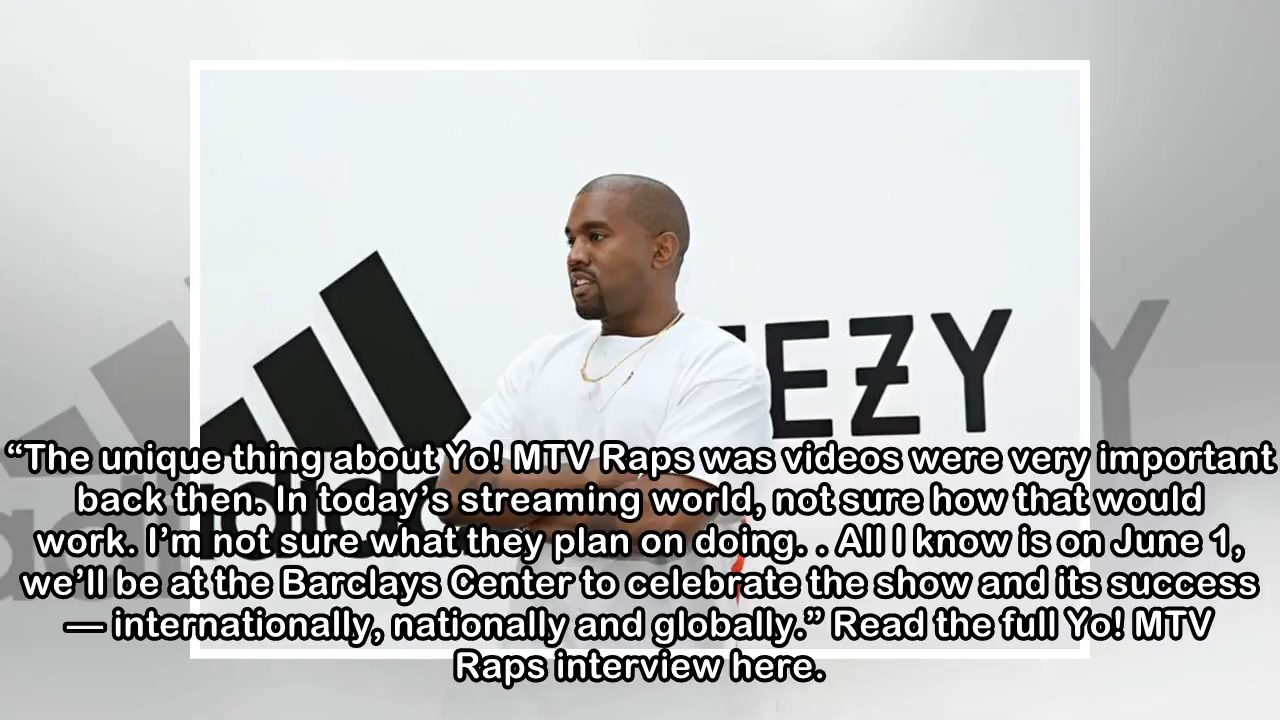 EEZY
adidas
“The unique thing about Yo! MTV Raps was videos were very important
back then. In today’s streaming world, not sure how that would
work. I’m not sure what they plan on doing. . All I know is on June 1,
we’ll be at the Barclays Center to celebrate the show and its success
— internationally, nationally and globally.” Read the full Yo! MTV
Raps interview here.